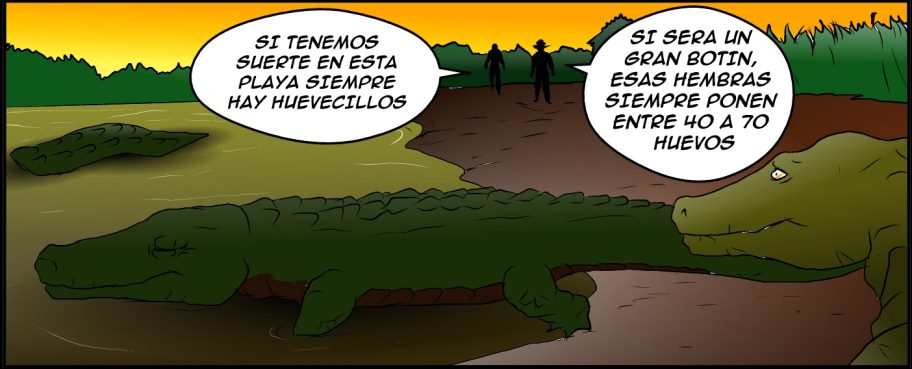 SI TENEMOS
SUERTE EN ESTA
PLAYA SIEMPRE
HAY HUEVECILLOS
SI SERA UN
GRAN BOTIN,
ESAS HEMBRAS
SIEMPRE PONEN
ENTRE 40 A 70
HUEVOS